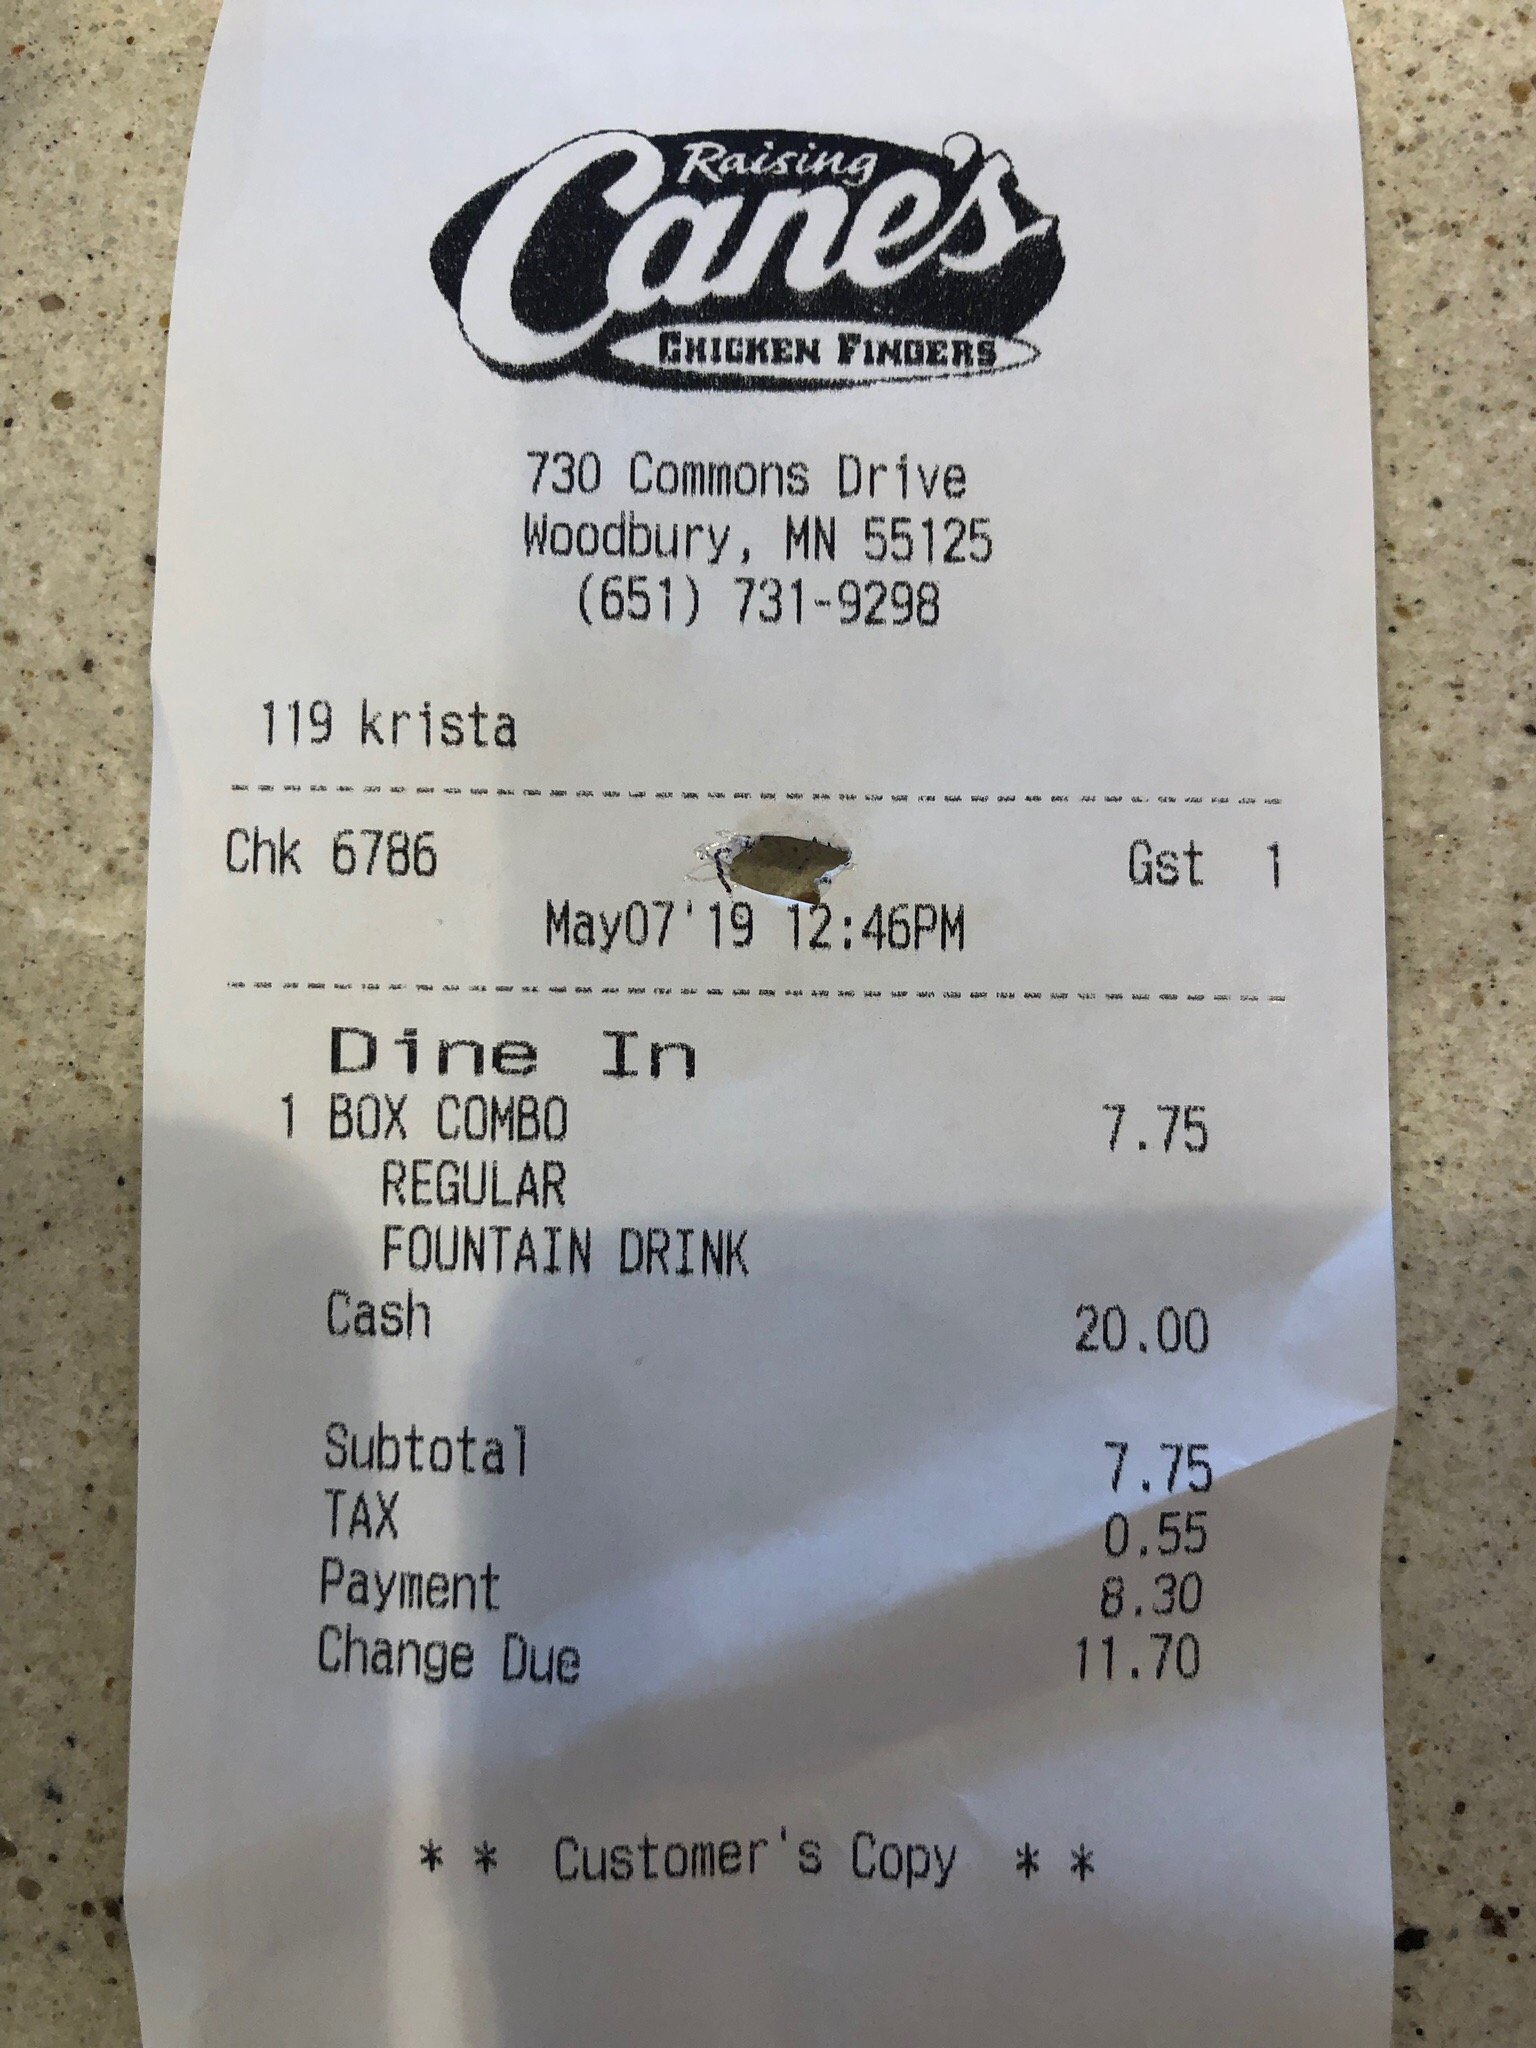 Raising
Cane's
CHICKEN FINGERS
730 Commons Drive
Woodbury, MN 55125
(651) 731-9298
119 krista
Chk 6786 Gst 1
May07'19 12:46PM
Dine In
1 BOX COMBO 7.75
REGULAR
FOUNTAIN DRINK
Cash 20.00
Subtotal 7.75
TAX 0.55
Payment 8.30
Change Due 11.70
* * Customer's Copy * *